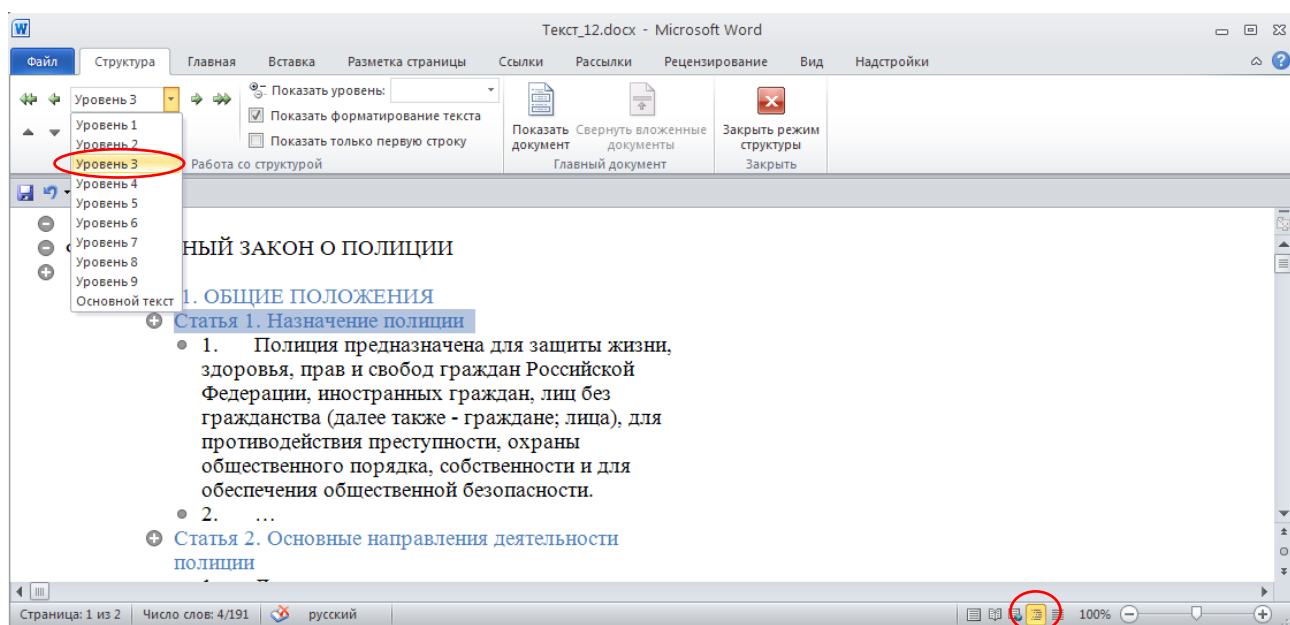 Текст_12.docx - Microsoft Word
Файл Структура Главная Вставка Разметка страницы Ссылки Рассылки Рецензирование Вид Надстройки
Уровень 3
Показать уровень:
Показать форматирование текста
Показать только первую строку
Работа со структурой
Показать документ
Свернуть вложенные документы
Главный документ
Закрыть режим структуры
Закрыть
Уровень 1
Уровень 2
Уровень 3
Уровень 4
Уровень 5
Уровень 6
Уровень 7
Уровень 8
Уровень 9
Основной текст
НЫЙ ЗАКОН О ПОЛИЦИИ
1. ОБЩИЕ ПОЛОЖЕНИЯ
Статья 1. Назначение полиции
1. Полиция предназначена для защиты жизни,
здоровья, прав и свобод граждан Российской
Федерации, иностранных граждан, лиц без
гражданства (далее также - граждане; лица), для
противодействия преступности, охраны
общественного порядка, собственности и для
обеспечения общественной безопасности.
2. …
Статья 2. Основные направления деятельности
полиции
Страница: 1 из 2 Число слов: 4/191 русский 100%